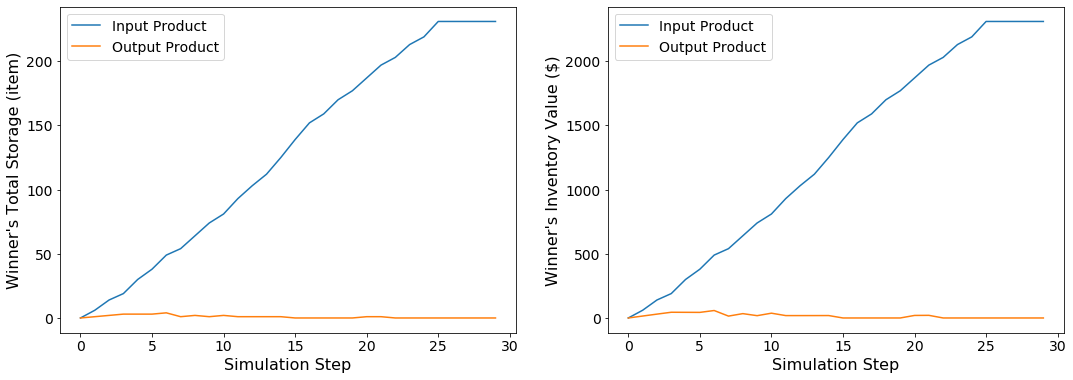 Winner's Total Storage (item)
200
150
100
50
0
Input Product
Output Product
0 5 10 15 20 25 30
Simulation Step
Winner's Inventory Value ($)
2000
1500
1000
500
0
Input Product
Output Product
0 5 10 15 20 25 30
Simulation Step